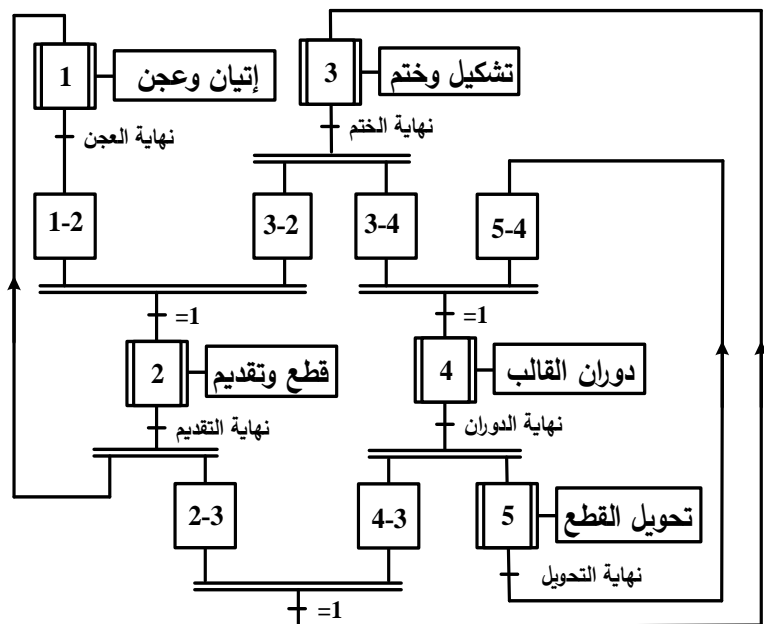 1
إتيان وعجن
3
تشكيل وختم
نهاية العجن
نهاية الختم
1-2
3-2
3-4
5-4
=1
=1
2
قطع وتقديم
4
دوران القالب
نهاية التقديم
نهاية الدوران
2-3
4-3
5
تحويل القطع
نهاية التحويل
=1